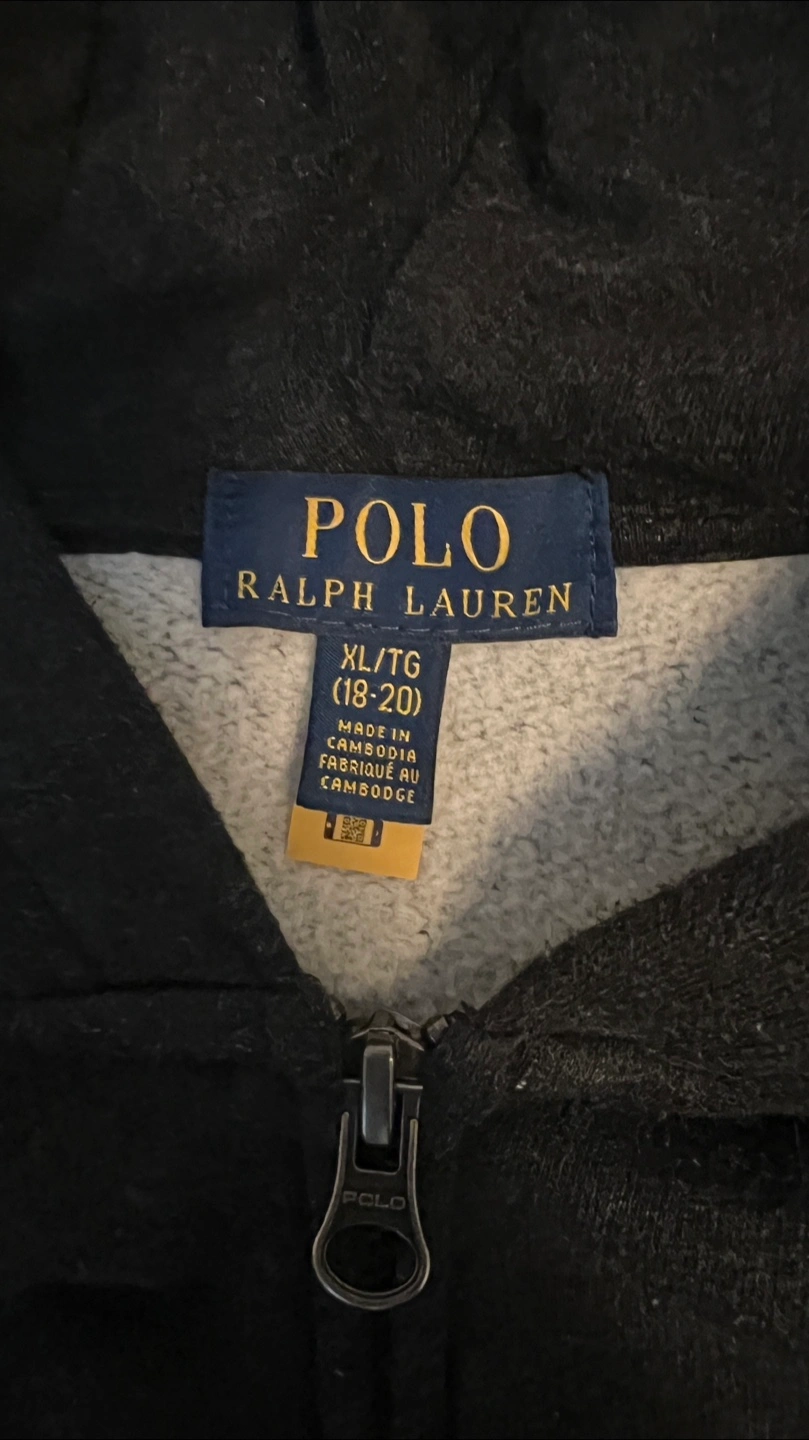 POLO
RALPH LAUREN
XL/TG
(18-20)
MADE IN
CAMBODIA
FABRIQUÉ AU
CAMBODGE
POLO